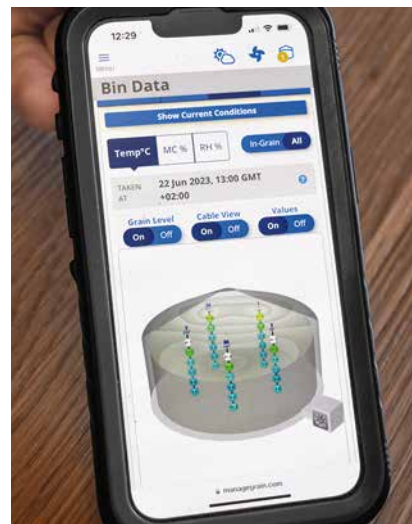 12:29
Menu
Bin Data
Show Current Conditions
Temp°C MC % RH % In-Grain All
TAKEN AT 22 Jun 2023, 13:00 GMT +02:00
Grain Level Cable View Values
On Off On Off On Off
managegrain.com